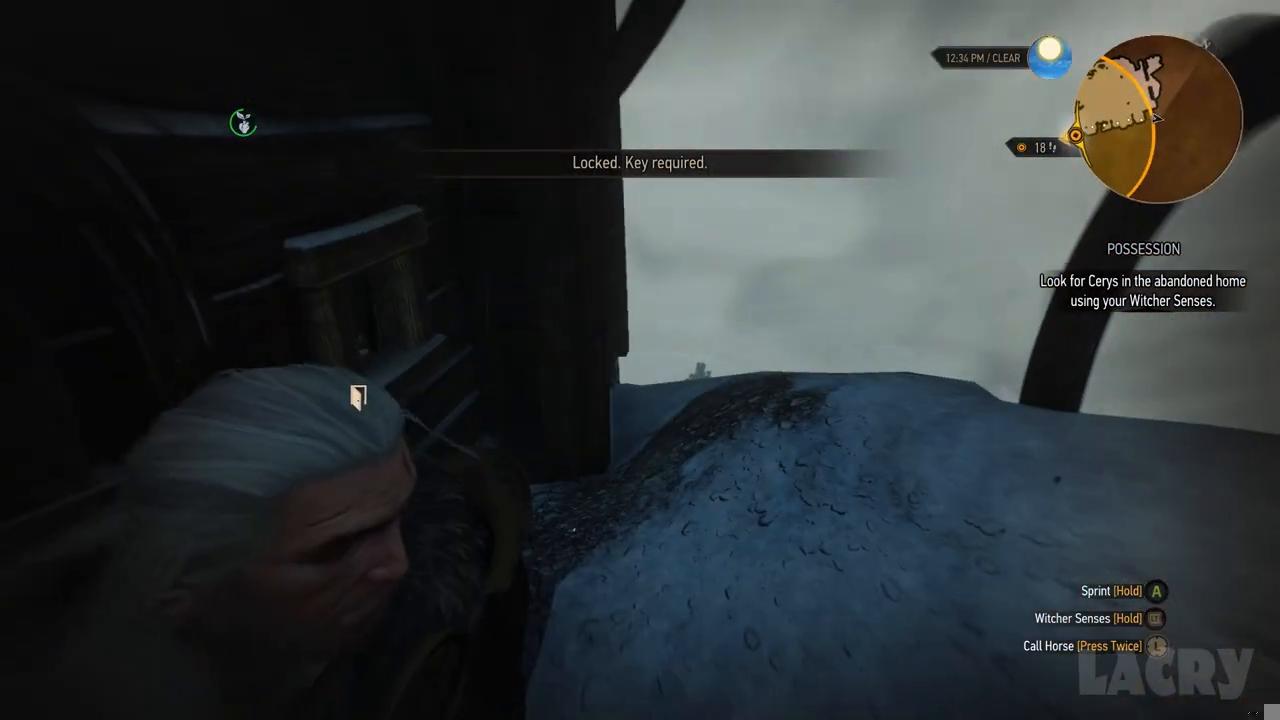 12:34 PM / CLEAR
Locked. Key required.
18
POSSESSION
Look for Cerys in the abandoned home
using your Witcher Senses.
Sprint [Hold] A
Witcher Senses [Hold]
Call Horse [Press Twice] L
LACRY